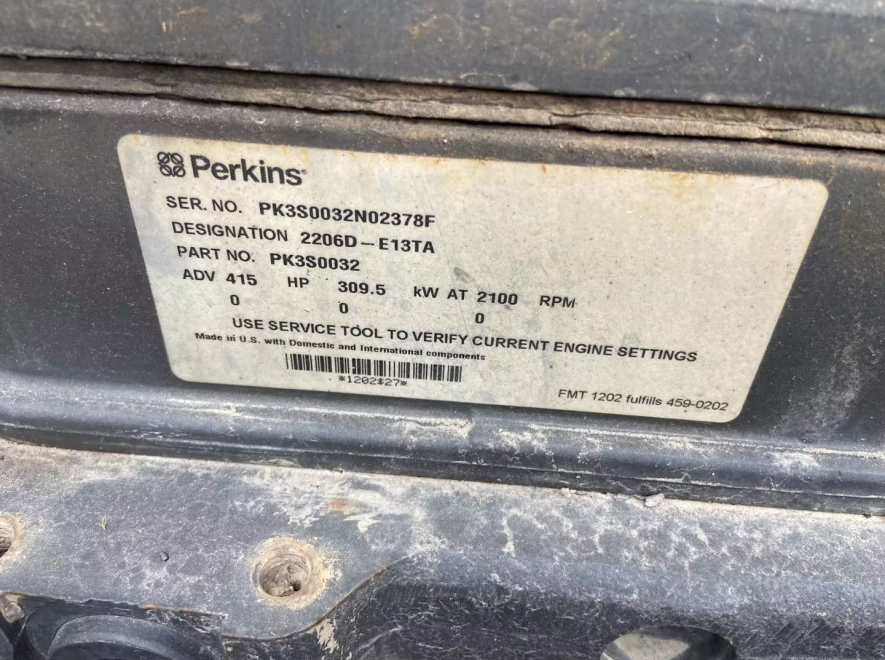 Perkins®
SER. NO. PK3S0032N02378F
DESIGNATION 2206D-E13TA
PART NO. PK3S0032
ADV 415 HP 309.5 kW AT 2100 RPM
0 0 0
USE SERVICE TOOL TO VERIFY CURRENT ENGINE SETTINGS
Made in U.S. with Domestic and International components
*1202$27*
FMT 1202 fulfills 459-0202